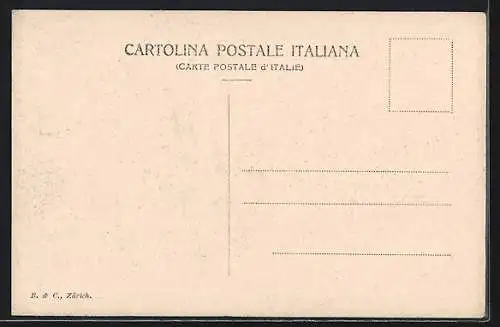 CARTOLINA POSTALE ITALIANA
(CARTE POSTALE d'ITALIE)
B. & C., Zürich.